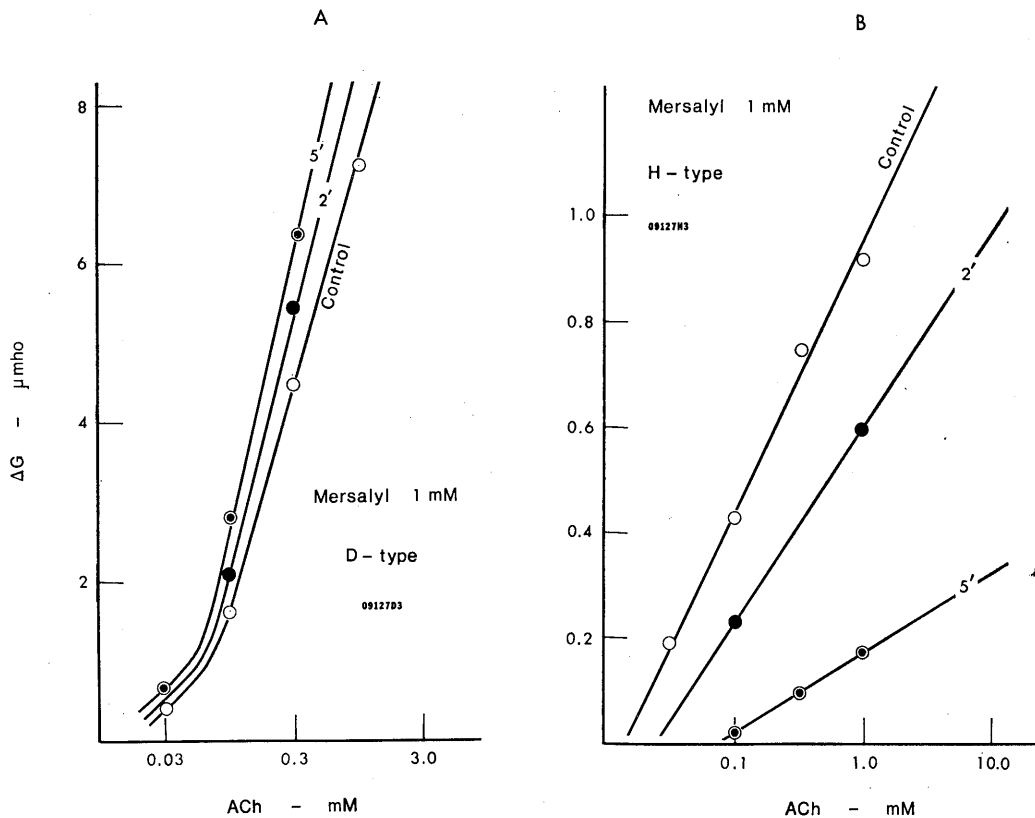 A
8
6
4
2
ΔG – μmho
5'
2'
Control
Mersalyl 1 mM
D – type
09127D3
0.03
0.3
3.0
ACh – mM
B
Mersalyl 1 mM
H – type
09127H3
Control
2'
5'
1.0
0.8
0.6
0.4
0.2
0.1
1.0
10.0
ACh – mM